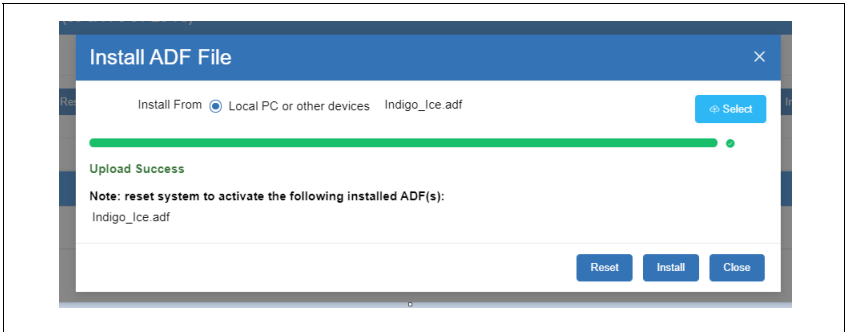 Install ADF File
Install From Local PC or other devices Indigo_Ice.adf Select
Upload Success
Note: reset system to activate the following installed ADF(s):
Indigo_Ice.adf
Reset Install Close